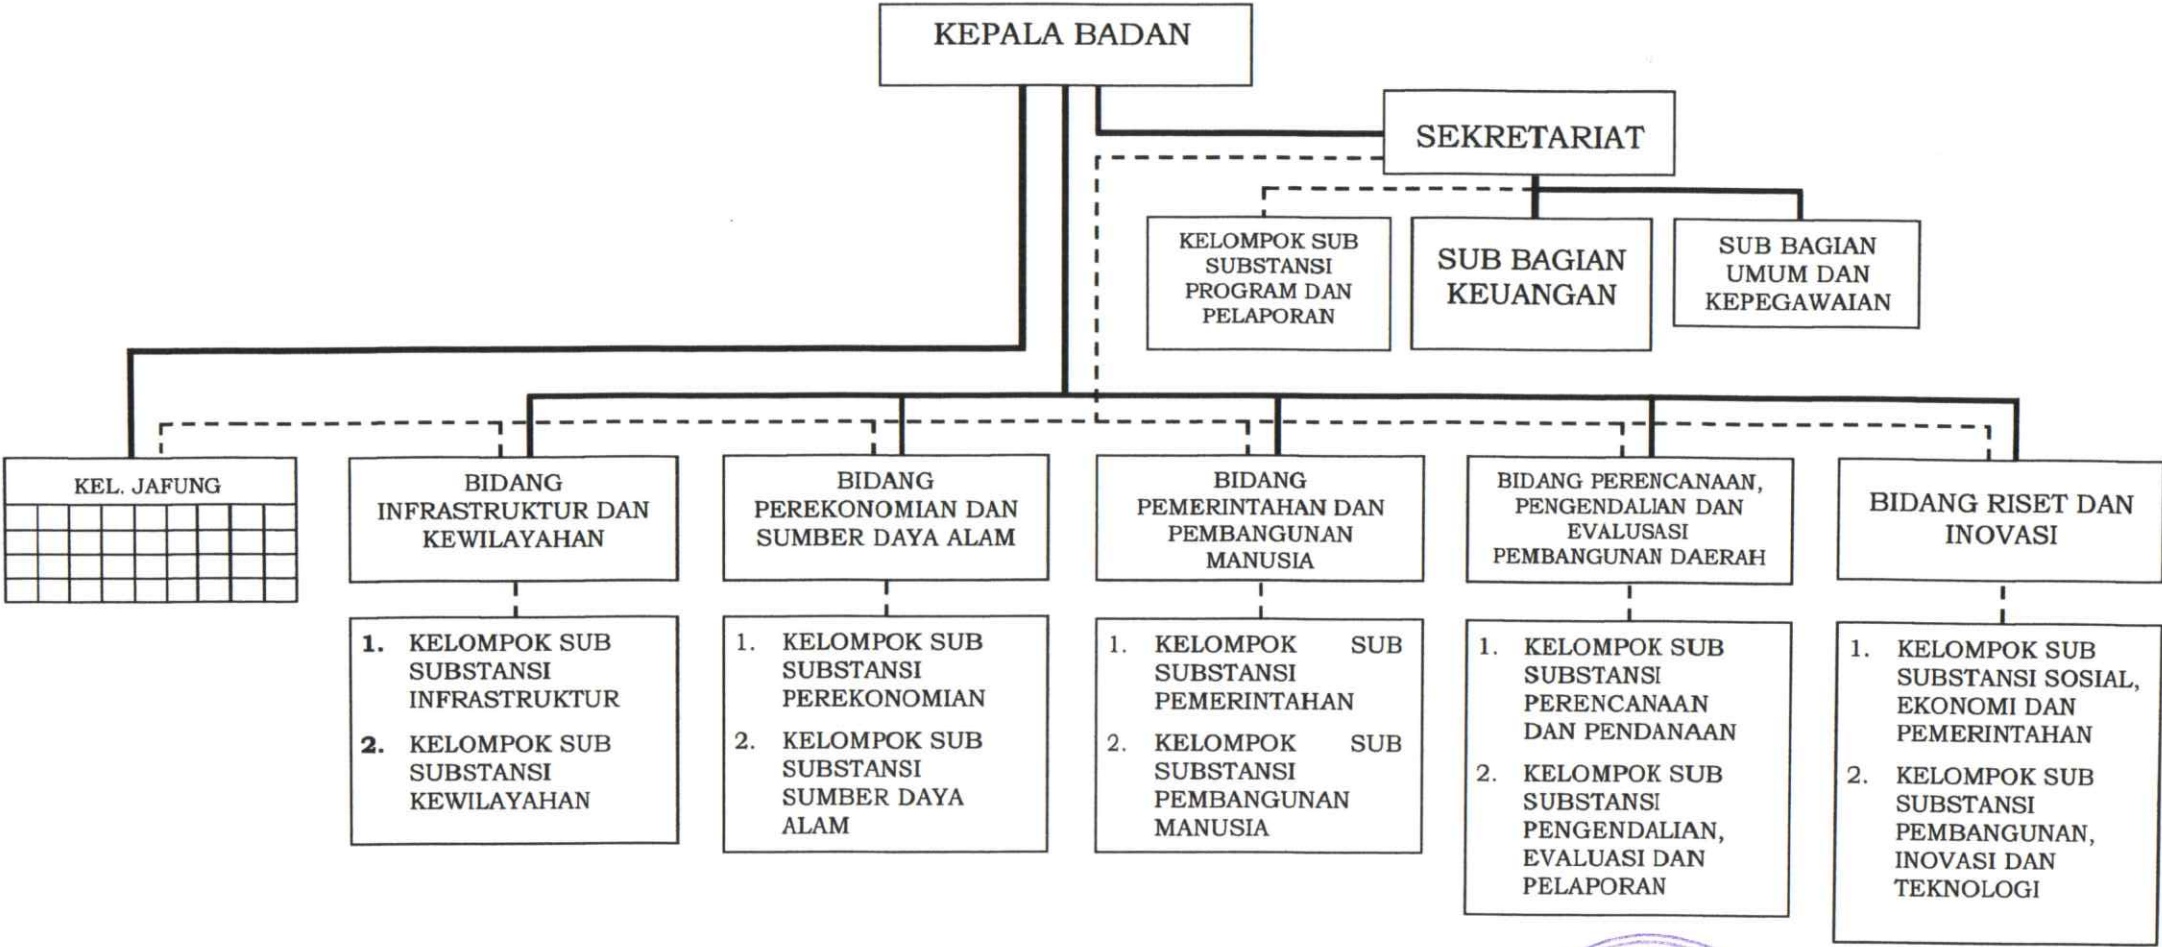 KEPALA BADAN
SEKRETARIAT
KELOMPOK SUB
SUBSTANSI
PROGRAM DAN
PELAPORAN
SUB BAGIAN
KEUANGAN
SUB BAGIAN
UMUM DAN
KEPEGAWAIAN
KEL. JAFUNG
BIDANG
INFRASTRUKTUR DAN
KEWILAYAHAN
BIDANG
PEREKONOMIAN DAN
SUMBER DAYA ALAM
BIDANG
PEMERINTAHAN DAN
PEMBANGUNAN
MANUSIA
BIDANG PERENCANAAN,
PENGENDALIAN DAN
EVALUSASI
PEMBANGUNAN DAERAH
BIDANG RISET DAN
INOVASI
1. KELOMPOK SUB
SUBSTANSI
INFRASTRUKTUR
2. KELOMPOK SUB
SUBSTANSI
KEWILAYAHAN
1. KELOMPOK SUB
SUBSTANSI
PEREKONOMIAN
2. KELOMPOK SUB
SUBSTANSI
SUMBER DAYA
ALAM
1. KELOMPOK SUB
SUBSTANSI
PEMERINTAHAN
2. KELOMPOK SUB
SUBSTANSI
PEMBANGUNAN
MANUSIA
1. KELOMPOK SUB
SUBSTANSI
PERENCANAAN
DAN PENDANAAN
2. KELOMPOK SUB
SUBSTANSI
PENGENDALIAN,
EVALUASI DAN
PELAPORAN
1. KELOMPOK SUB
SUBSTANSI SOSIAL,
EKONOMI DAN
PEMERINTAHAN
2. KELOMPOK SUB
SUBSTANSI
PEMBANGUNAN,
INOVASI DAN
TEKNOLOGI